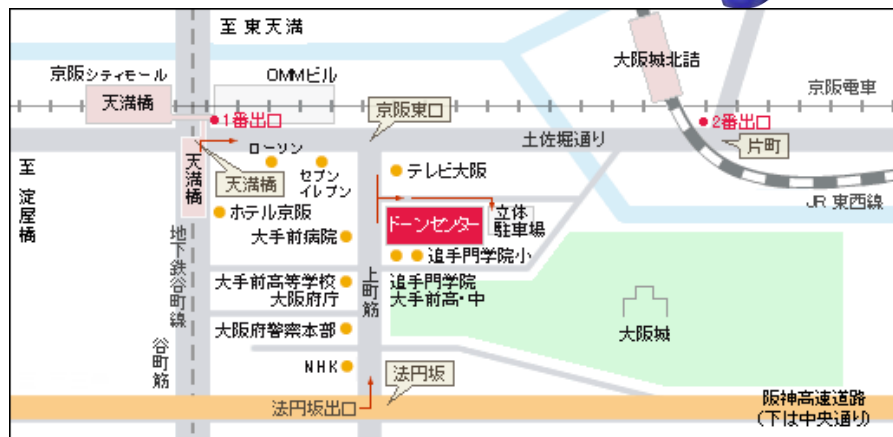 至 東天満
京阪シティモール
OMMビル
大阪城北詰
天満橋
京阪電車
1番出口
京阪東口
2番出口
土佐堀通り
片町
至 淀屋橋
天満橋
ローソン
天満橋
セブン
イレブン
テレビ大阪
JR 東西線
ホテル京阪
ドーンセンター
立体
駐車場
大手前病院
地下鉄谷町線
追手門学院小
上町筋
大手前高等学校
大阪府庁
追手門学院
大手前高・中
大阪府警察本部
大阪城
谷町筋
NHK
法円坂
法円坂出口
阪神高速道路
(下は中央通り)